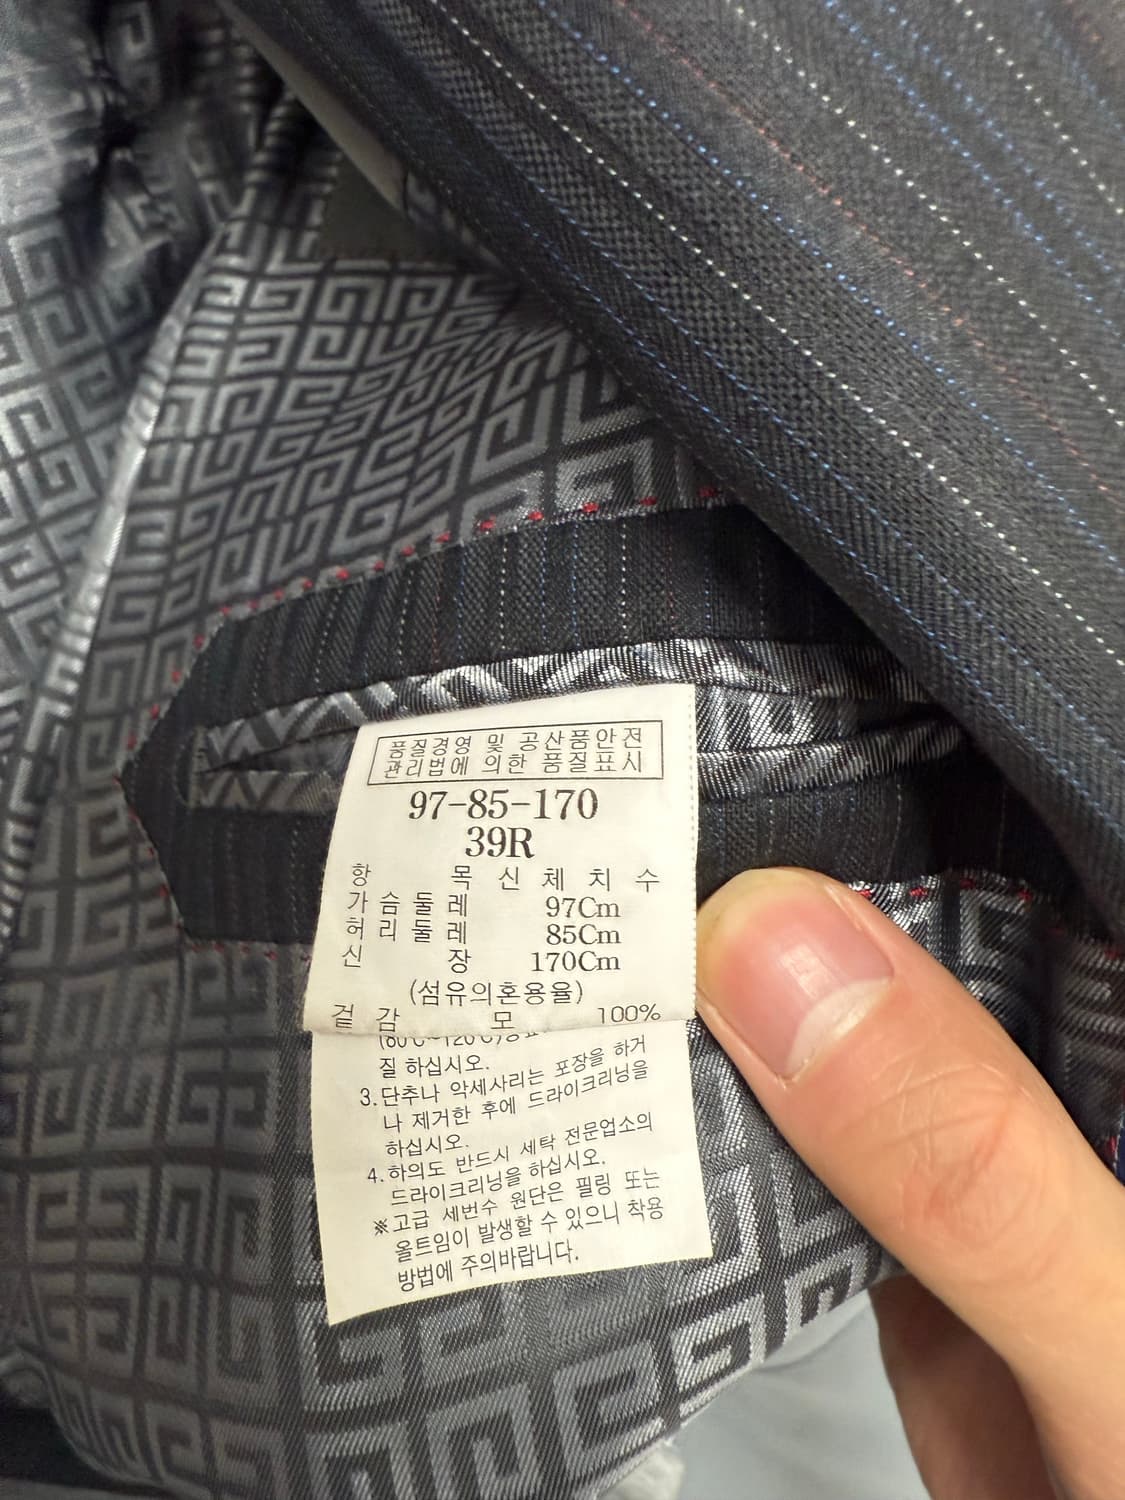 품질경영 및 공산품안전
관리법에 의한 품질표시
97-85-170
39R
항 목 신 체 치 수
가 슴 둘 레 97Cm
허 리 둘 레 85Cm
신 장 170Cm
(섬유의혼용율)
겉 감 모 100%
질 하십시오.
3.단추나 악세사리는 포장을 하거
나 제거한 후에 드라이크리닝을
하십시오.
4.하의도 반드시 세탁 전문업소의
드라이크리닝을 하십시오.
※고급 세번수 원단은 필링 또는
올트임이 발생할 수 있으니 착용
방법에 주의바랍니다.